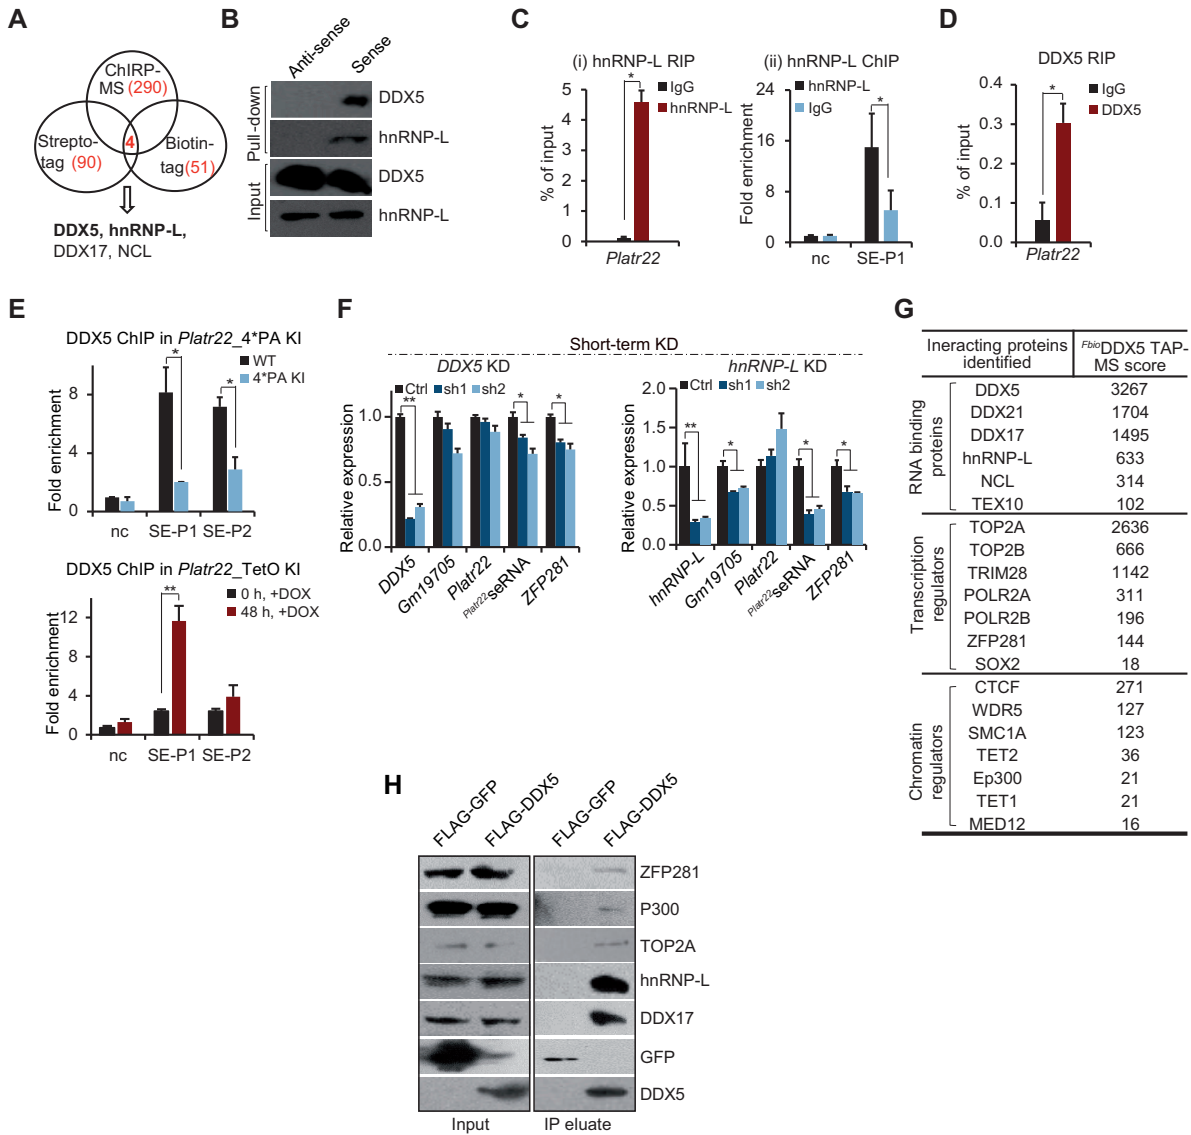 A
ChIRP-
MS (290)
Strepto-
tag (90)
4
Biotin-
tag(51)
DDX5, hnRNP-L,
DDX17, NCL
B
Anti-sense
Sense
Pull-down
DDX5
hnRNP-L
Input
DDX5
hnRNP-L
C
(i) hnRNP-L RIP
IgG
hnRNP-L
*
% of input
5
4
3
2
1
0
Platr22
(ii) hnRNP-L ChIP
hnRNP-L
IgG
*
Fold enrichment
24
16
8
0
nc
SE-P1
D
DDX5 RIP
IgG
DDX5
*
% of input
0.4
0.3
0.2
0.1
0.0
Platr22
E
DDX5 ChIP in Platr22_4*PA KI
WT
4*PA KI
*
*
Fold enrichment
8
4
0
nc
SE-P1
SE-P2
DDX5 ChIP in Platr22_TetO KI
0 h, +DOX
48 h, +DOX
**
Fold enrichment
12
8
4
0
nc
SE-P1
SE-P2
F
Short-term KD
DDX5 KD
Ctrl sh1 sh2
**
*
*
Relative expression
1.0
0.5
0.0
DDX5
Gm19705
Platr22
Platr22seRNA
ZFP281
hnRNP-L KD
Ctrl sh1 sh2
**
*
*
*
Relative expression
2.0
1.5
1.0
0.5
0.0
hnRNP-L
Gm19705
Platr22
Platr22seRNA
ZFP281
G
Ineracting proteins
identified
FbioDDX5 TAP-
MS score
RNA binding
proteins
DDX5 3267
DDX21 1704
DDX17 1495
hnRNP-L 633
NCL 314
TEX10 102
Transcription
regulators
TOP2A 2636
TOP2B 666
TRIM28 1142
POLR2A 311
POLR2B 196
ZFP281 144
SOX2 18
Chromatin
regulators
CTCF 271
WDR5 127
SMC1A 123
TET2 36
Ep300 21
TET1 21
MED12 16
H
FLAG-GFP
FLAG-DDX5
FLAG-GFP
FLAG-DDX5
ZFP281
P300
TOP2A
hnRNP-L
DDX17
GFP
DDX5
Input
IP eluate